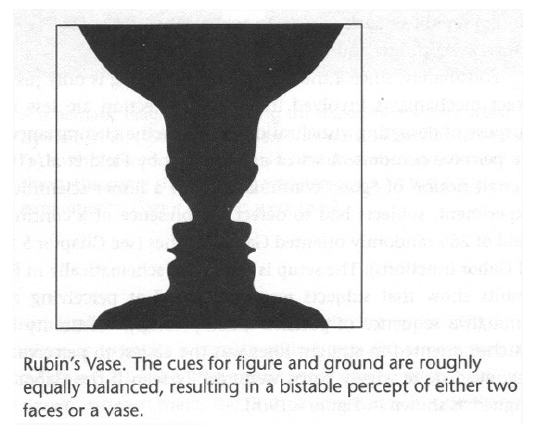 Rubin's Vase. The cues for figure and ground are roughly,
equally balanced, resulting in a bistable percept of either two
faces or a vase.